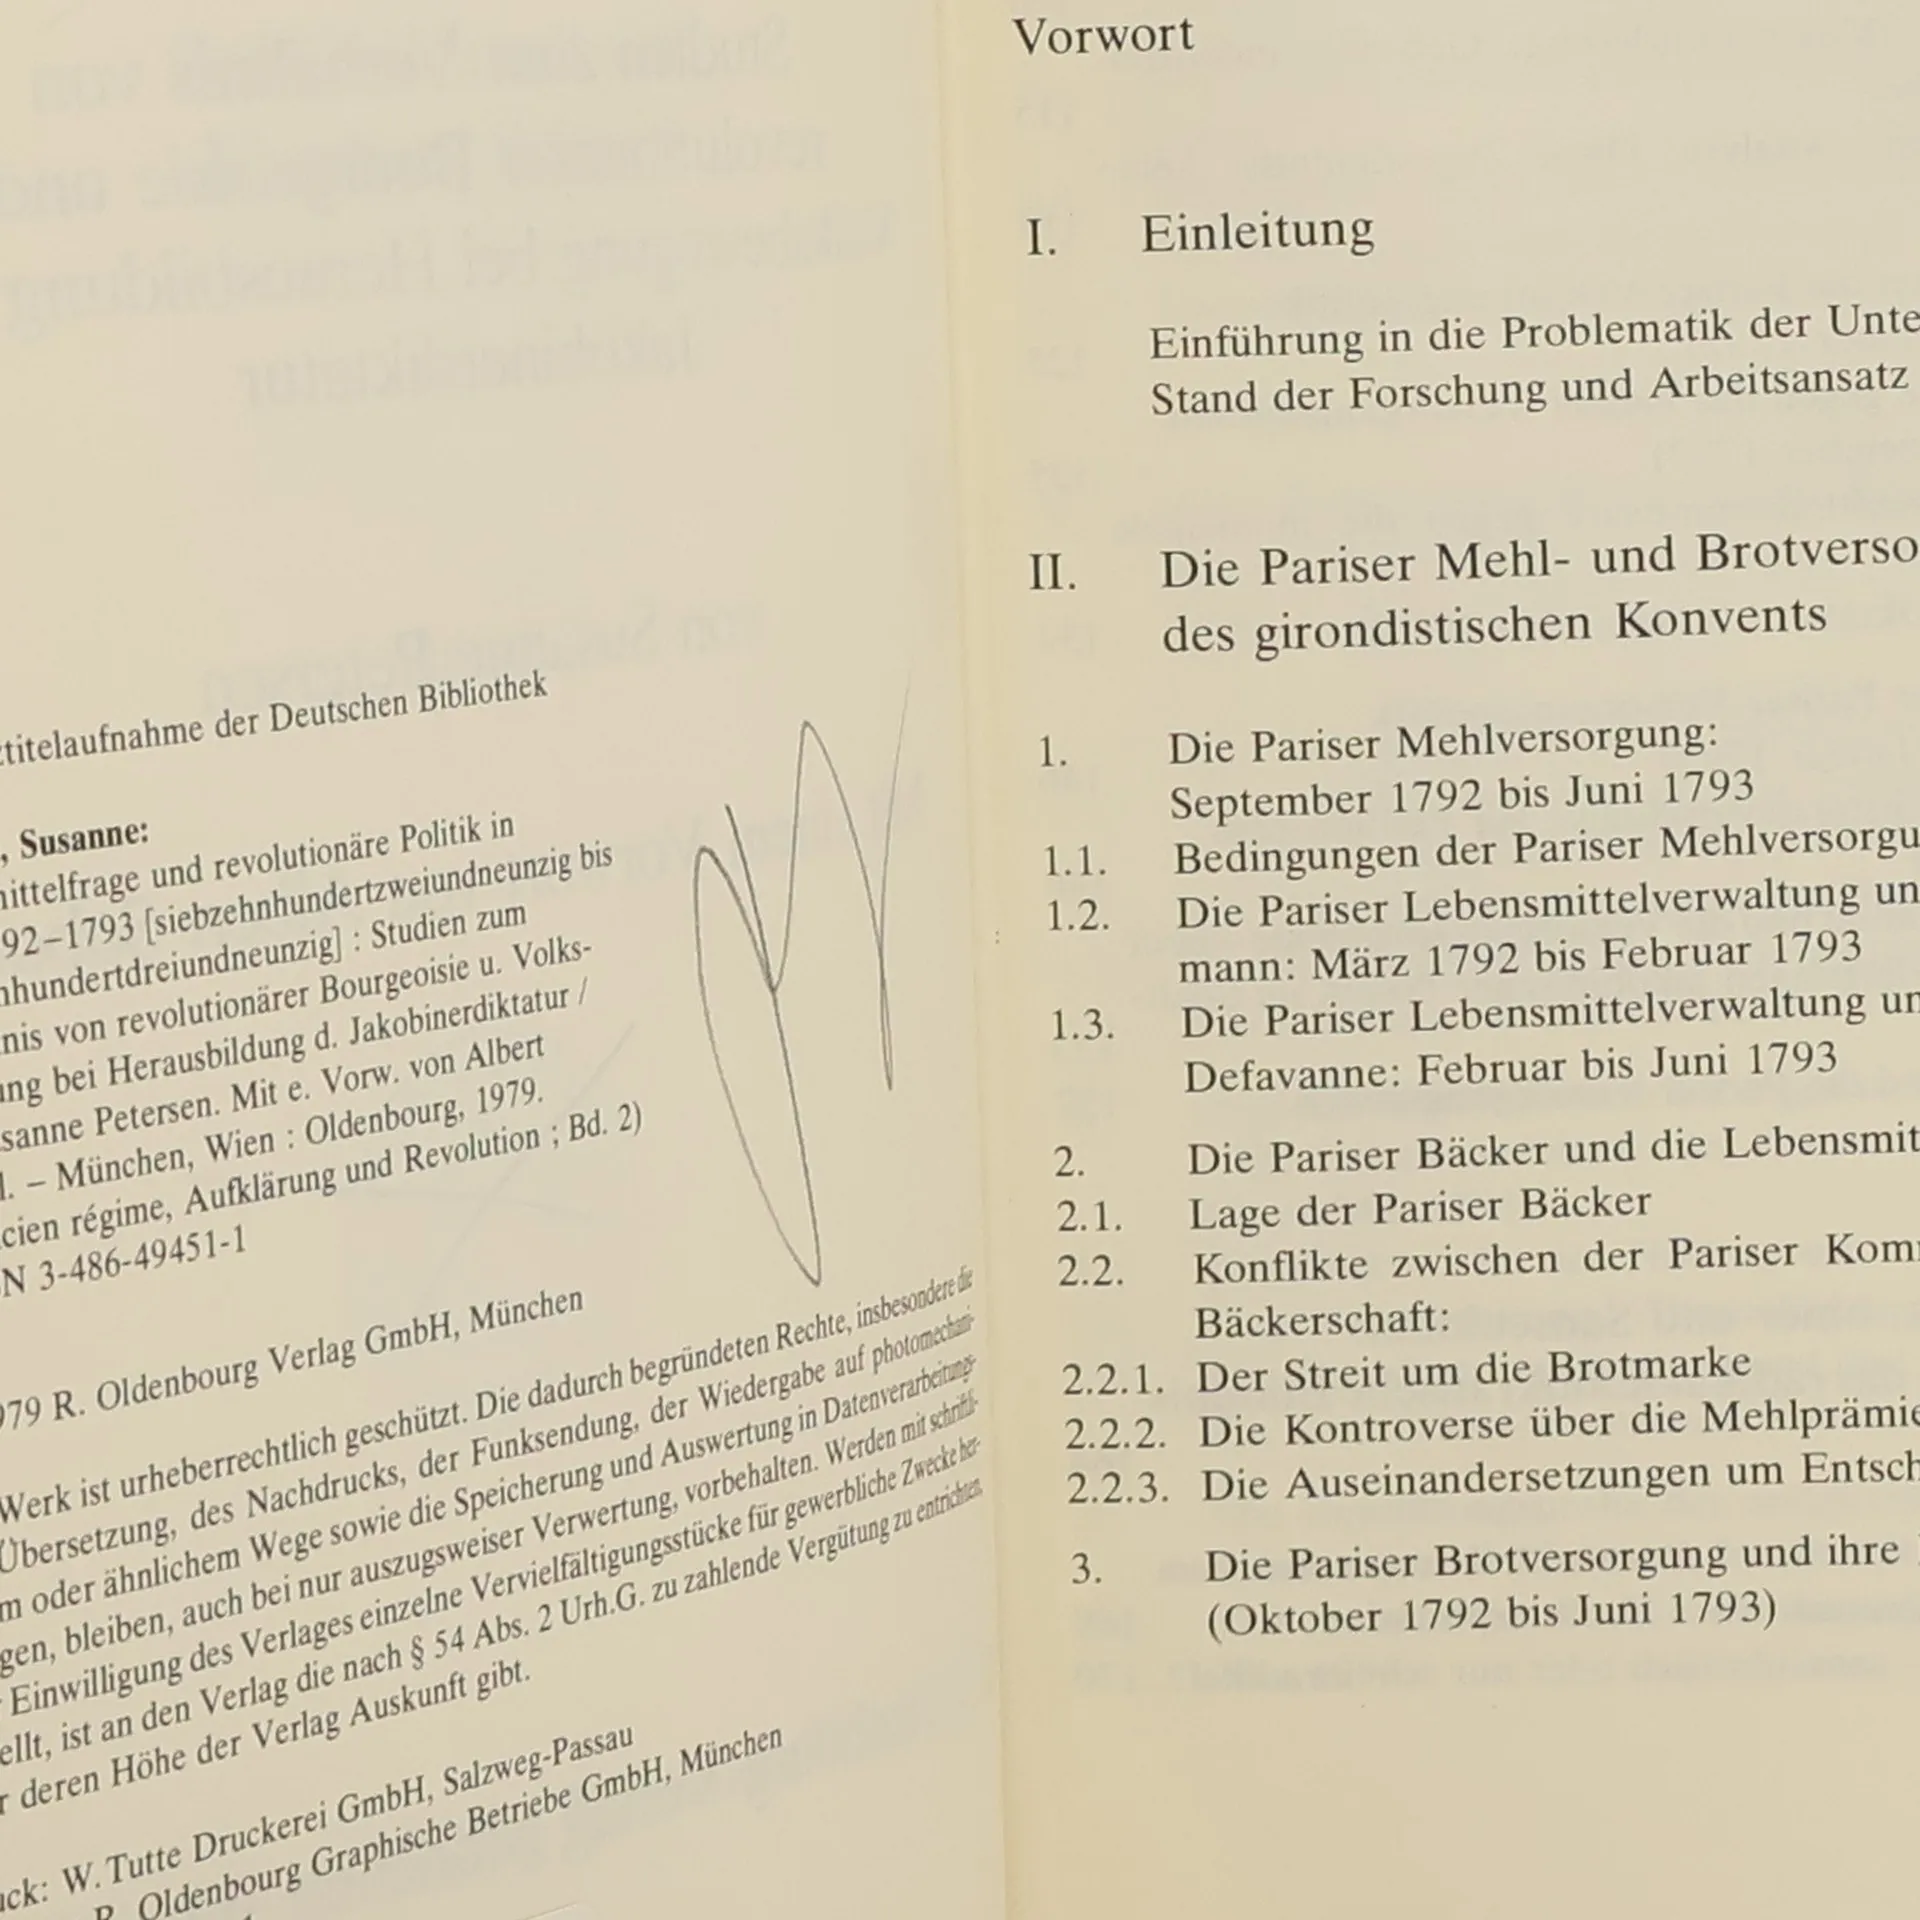 titelaufnahme der Deutschen Bibliothek
, Susanne:
mittelfrage und revolutionäre Politik in
92–1793 [siebzehnhundertzweiundneunzig bis
nhundertdreiundneunzig] : Studien zum
nis von revolutionärer Bourgeoisie u. Volks-
ung bei Herausbildung d. Jakobinerdiktatur /
sanne Petersen. Mit e. Vorw. von Albert
l. – München, Wien : Oldenbourg, 1979.
cien régime, Aufklärung und Revolution ; Bd. 2)
N 3-486-49451-1
979 R. Oldenbourg Verlag GmbH, München
Werk ist urheberrechtlich geschützt. Die dadurch begründeten Rechte, insbesondere die
Übersetzung, des Nachdrucks, der Funksendung, der Wiedergabe auf photomechani-
m oder ähnlichem Wege sowie die Speicherung und Auswertung in Datenverarbeitungs-
gen, bleiben, auch bei nur auszugsweiser Verwertung, vorbehalten. Werden mit schriftli-
r Einwilligung des Verlages einzelne Vervielfältigungsstücke für gewerbliche Zwecke her-
ellt, ist an den Verlag die nach § 54 Abs. 2 Urh.G. zu zahlende Vergütung zu entrichten,
r deren Höhe der Verlag Auskunft gibt.
uck: W. Tutte Druckerei GmbH, Salzweg-Passau
R. Oldenbourg Graphische Betriebe GmbH, München
Vorwort
I. Einleitung
Einführung in die Problematik der Unte
Stand der Forschung und Arbeitsansatz
II. Die Pariser Mehl- und Brotverso
des girondistischen Konvents
1. Die Pariser Mehlversorgung:
September 1792 bis Juni 1793
1.1. Bedingungen der Pariser Mehlversorgu
1.2. Die Pariser Lebensmittelverwaltung un
mann: März 1792 bis Februar 1793
1.3. Die Pariser Lebensmittelverwaltung un
Defavanne: Februar bis Juni 1793
2. Die Pariser Bäcker und die Lebensmit
2.1. Lage der Pariser Bäcker
2.2. Konflikte zwischen der Pariser Kom
Bäckerschaft:
2.2.1. Der Streit um die Brotmarke
2.2.2. Die Kontroverse über die Mehlprämie
2.2.3. Die Auseinandersetzungen um Entsch
3. Die Pariser Brotversorgung und ihre
(Oktober 1792 bis Juni 1793)